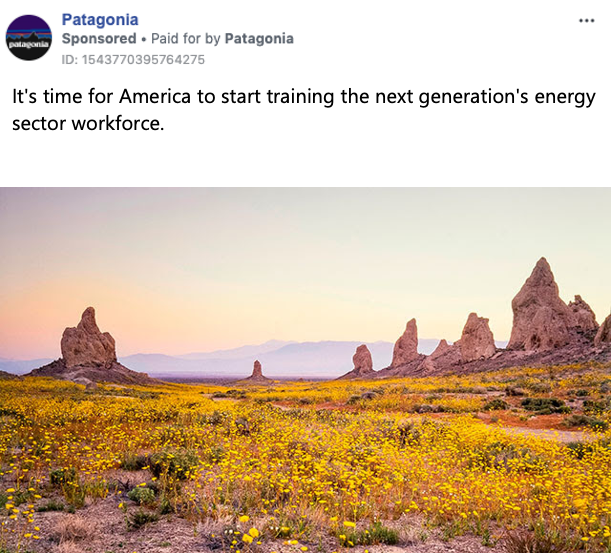 patagonia
Patagonia
Sponsored • Paid for by Patagonia
ID: 1543770395764275
It's time for America to start training the next generation's energy
sector workforce.